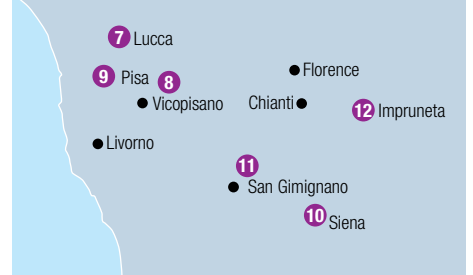 7 Lucca
9 Pisa 8
Florence
Vicopisano
Chianti
12 Impruneta
Livorno
11
San Gimignano
10 Siena